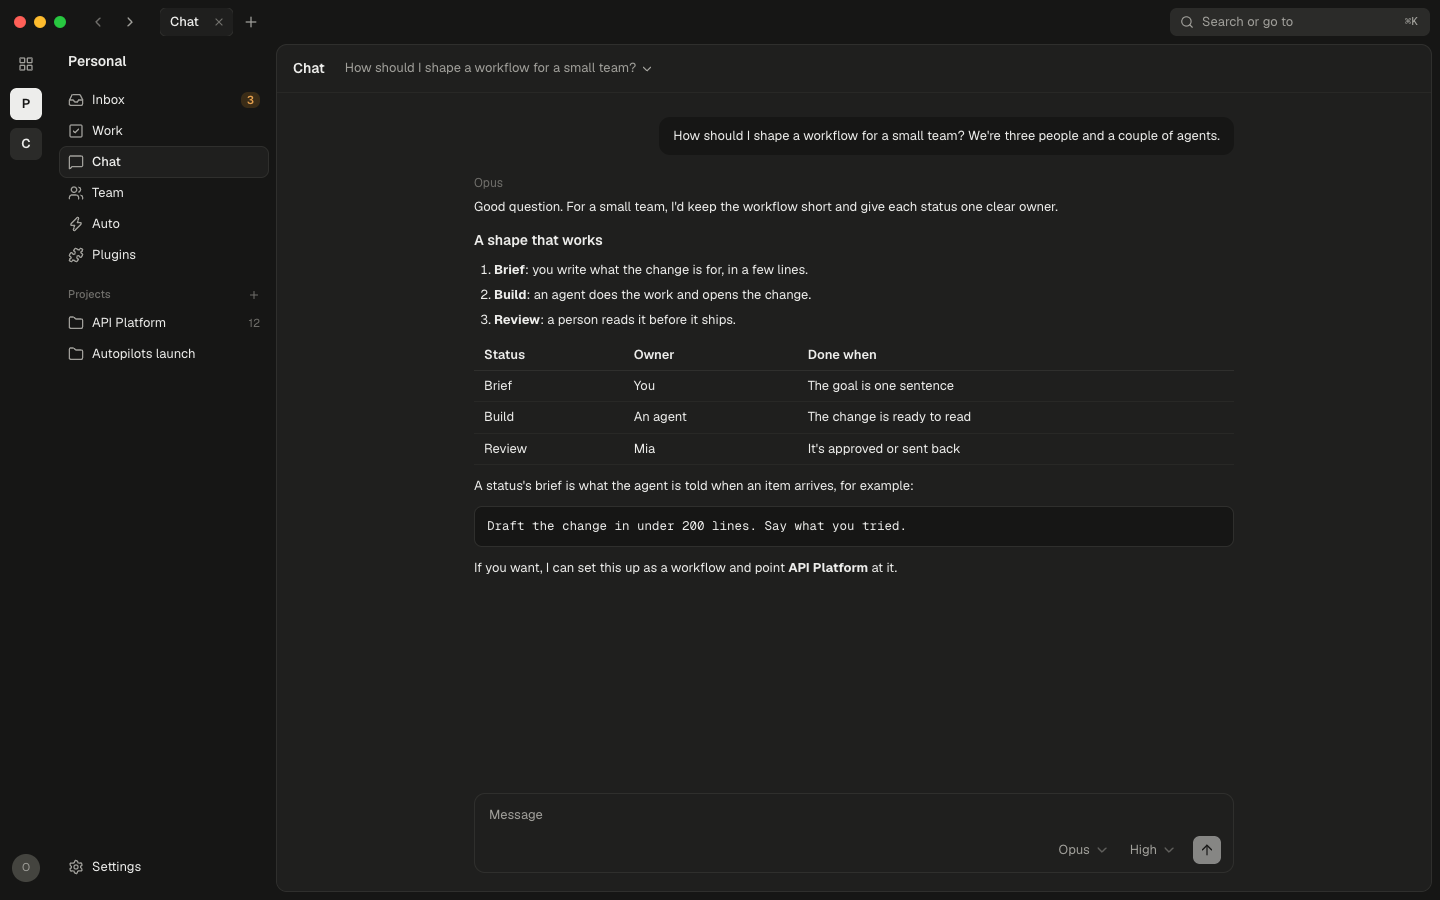 Chat
Search or go to
⌘K
Personal
P
C
Inbox
3
Work
Chat
Team
Auto
Plugins
Projects
API Platform
12
Autopilots launch
O
Settings
Chat
How should I shape a workflow for a small team?
How should I shape a workflow for a small team? We're three people and a couple of agents.
Opus
Good question. For a small team, I'd keep the workflow short and give each status one clear owner.
A shape that works
1. Brief: you write what the change is for, in a few lines.
2. Build: an agent does the work and opens the change.
3. Review: a person reads it before it ships.
Status Owner Done when
Brief You The goal is one sentence
Build An agent The change is ready to read
Review Mia It's approved or sent back
A status's brief is what the agent is told when an item arrives, for example:
Draft the change in under 200 lines. Say what you tried.
If you want, I can set this up as a workflow and point API Platform at it.
Message
Opus
High